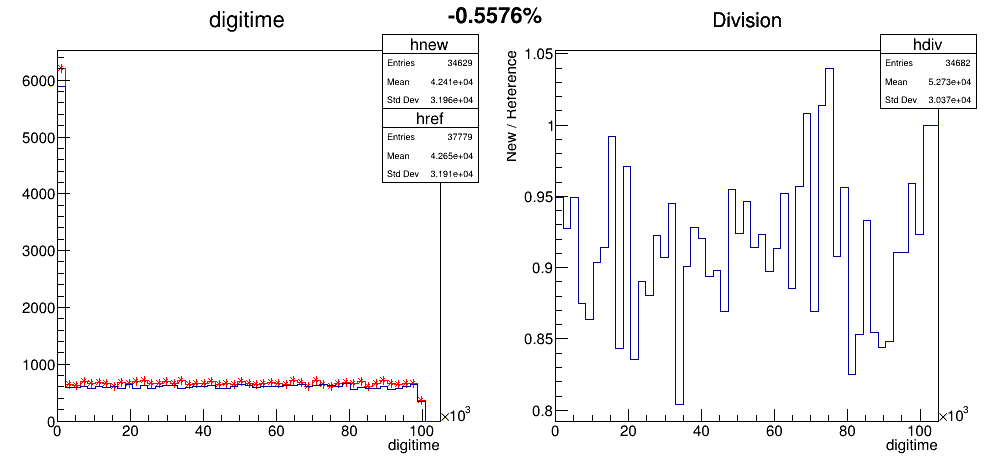 digitime
-0.5576%
Division
hnew
Entries 34629
Mean 4.241e+04
Std Dev 3.196e+04
href
Entries 37779
Mean 4.265e+04
Std Dev 3.191e+04
6000
5000
4000
3000
2000
1000
0
0 20 40 60 80 100 ×10³
digitime
hdiv
Entries 34682
Mean 5.273e+04
Std Dev 3.037e+04
New / Reference
1.05
1
0.95
0.9
0.85
0.8
0 20 40 60 80 100 ×10³
digitime